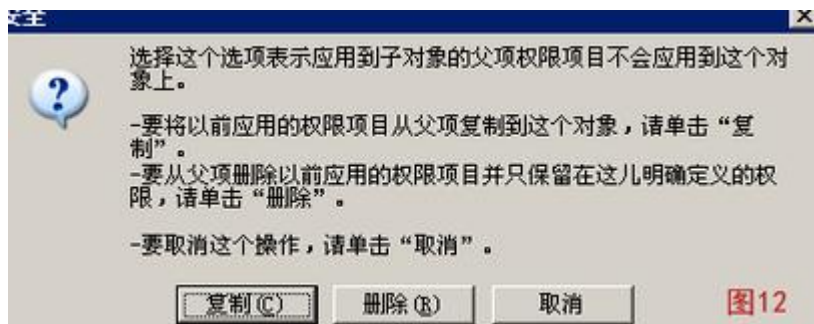 安全
选择这个选项表示应用到子对象的父项权限项目不会应用到这个对
象上。
-要将以前应用的权限项目从父项复制到这个对象，请单击“复
制”。
-要从父项删除以前应用的权限项目并只保留在这儿明确定义的权
限，请单击“删除”。
-要取消这个操作，请单击“取消”。
复制(C) 删除(R) 取消 图12